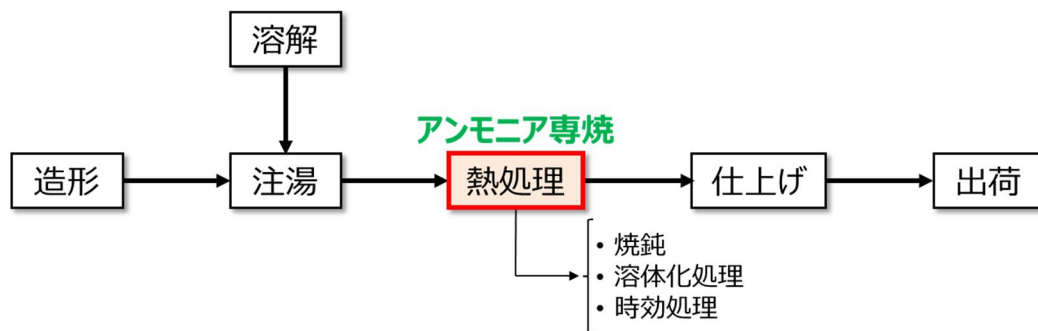 溶解
アンモニア専焼
造形
注湯
熱処理
仕上げ
出荷
• 焼鈍
• 溶体化処理
• 時効処理